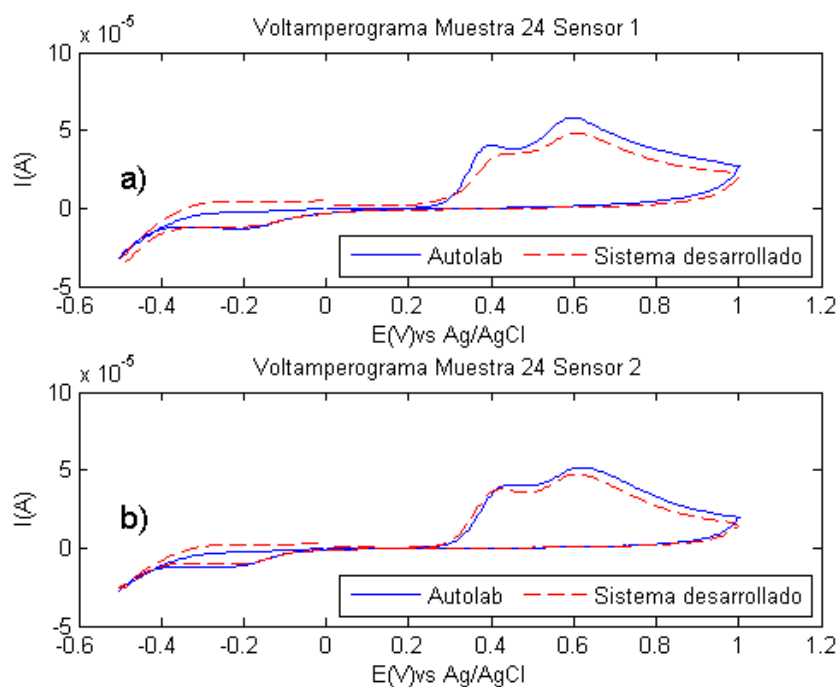 Voltamperograma Muestra 24 Sensor 1
x 10^-5
10
5
0
-5
I(A)
a)
Autolab
Sistema desarrollado
-0.6 -0.4 -0.2 0 0.2 0.4 0.6 0.8 1 1.2
E(V)vs Ag/AgCl
Voltamperograma Muestra 24 Sensor 2
x 10^-5
10
5
0
-5
I(A)
b)
Autolab
Sistema desarrollado
-0.6 -0.4 -0.2 0 0.2 0.4 0.6 0.8 1 1.2
E(V)vs Ag/AgCl